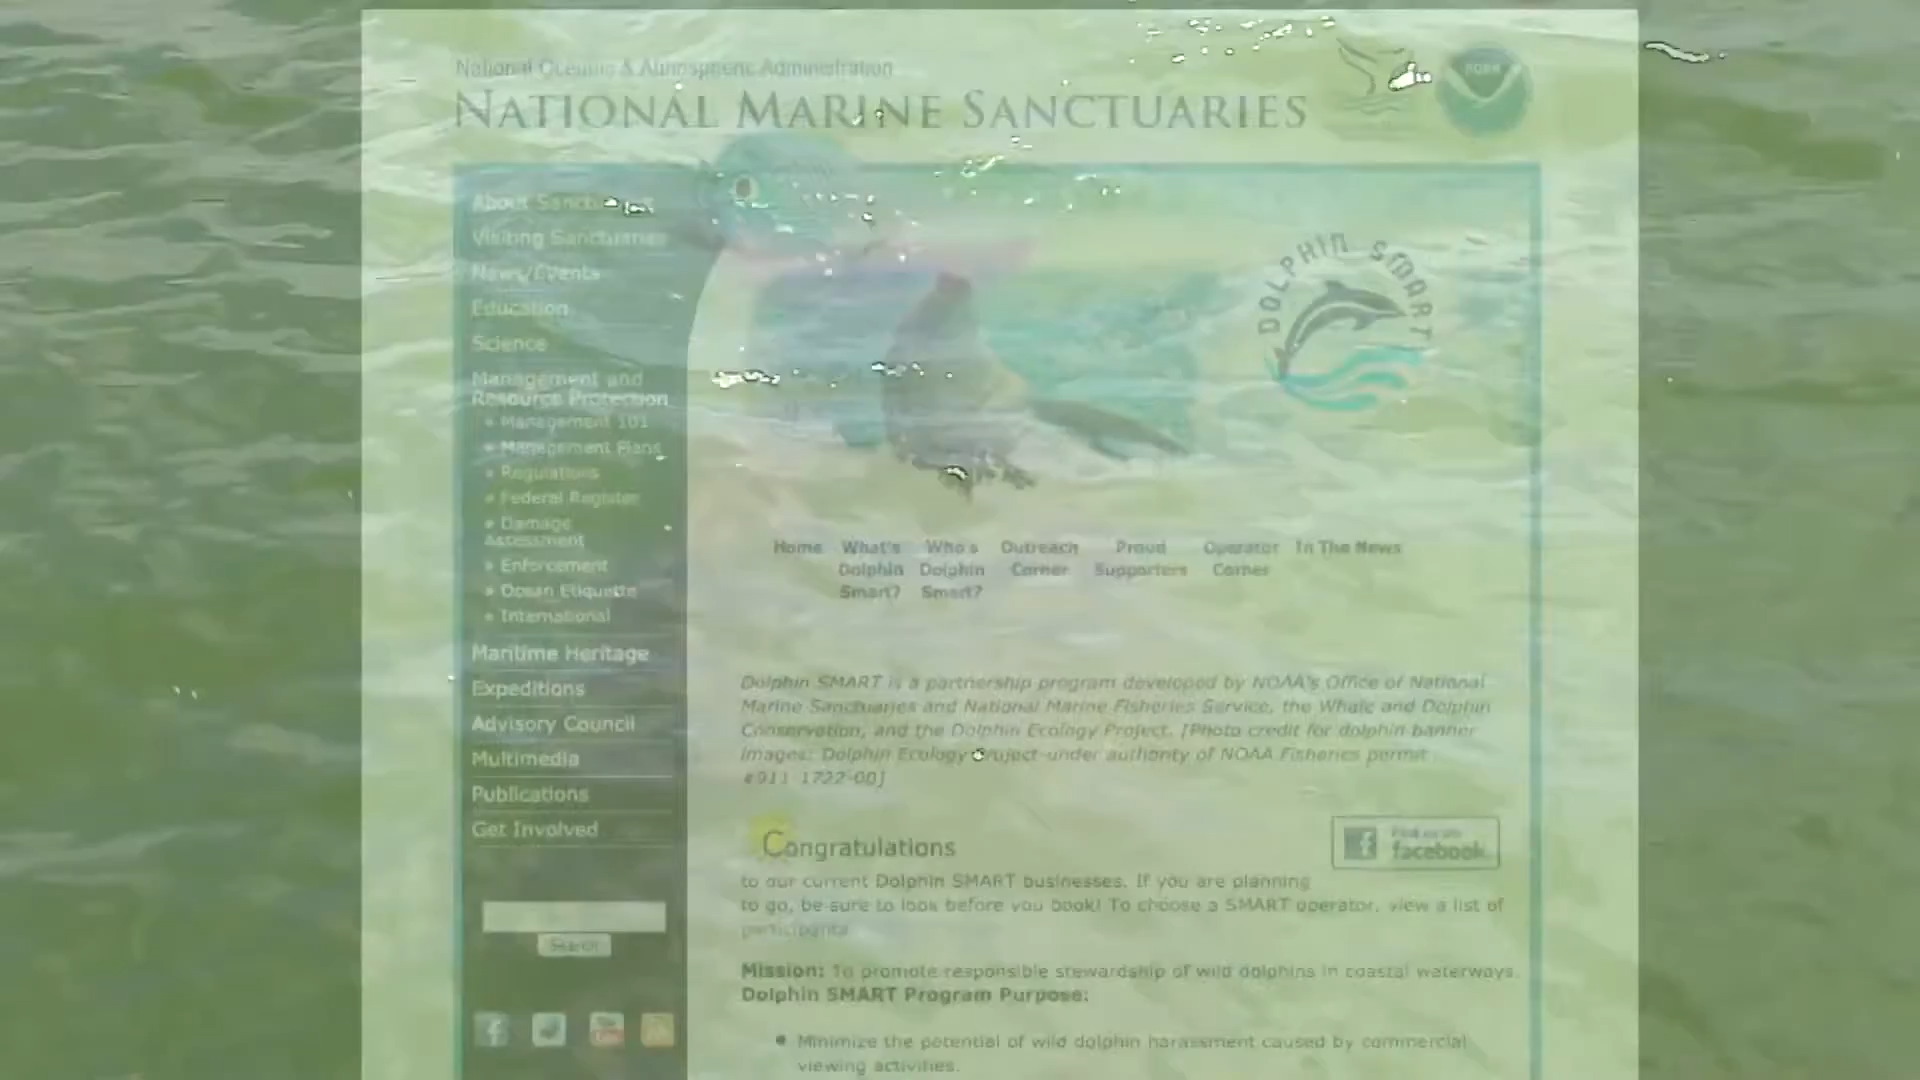 National Oceanic & Atmospheric Administration
NATIONAL MARINE SANCTUARIES
NOAA
About Sanctuaries
Visiting Sanctuaries
News/Events
Education
Science
Management and
Resource Protection
» Management 101
» Management Plans
» Regulations
» Federal Register
» Damage
Assessment
» Enforcement
» Ocean Etiquette
» International
Maritime Heritage
Expeditions
Advisory Council
Multimedia
Publications
Get Involved
Search
DOLPHIN SMART
Home What's Who's Outreach Proud Operator In The News
Dolphin Dolphin Corner Supporters Corner
Smart? Smart?
Dolphin SMART is a partnership program developed by NOAA's Office of National
Marine Sanctuaries and National Marine Fisheries Service, the Whale and Dolphin
Conservation, and the Dolphin Ecology Project. [Photo credit for dolphin banner
images: Dolphin Ecology Project-under authority of NOAA Fisheries permit
#911-1722-00]
Congratulations
Find us on
facebook
to our current Dolphin SMART businesses. If you are planning
to go, be sure to look before you book! To choose a SMART operator, view a list of
participants
Mission: To promote responsible stewardship of wild dolphins in coastal waterways.
Dolphin SMART Program Purpose:
• Minimize the potential of wild dolphin harassment caused by commercial
viewing activities.